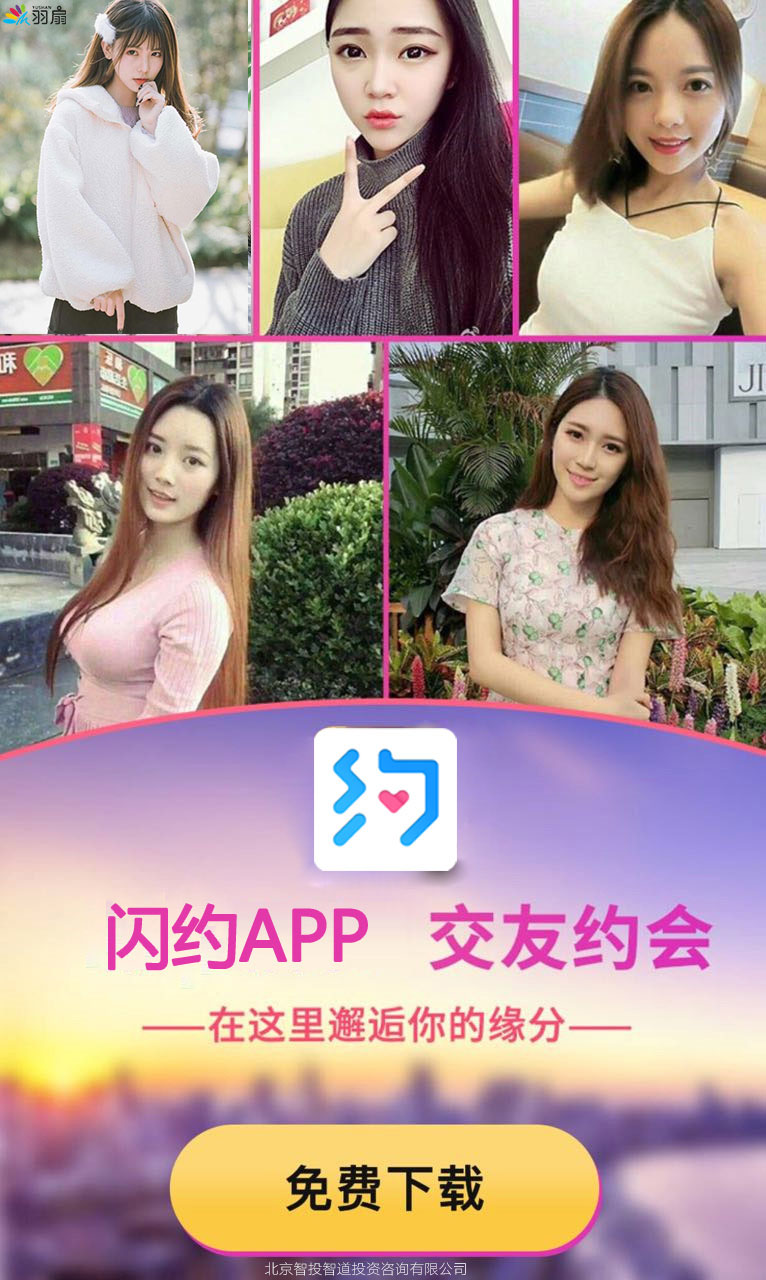 YUSHAN
羽扇
和
JI
约
闪约APP 交友约会
——在这里邂逅你的缘分——
免费下载
北京智投智道投资咨询有限公司